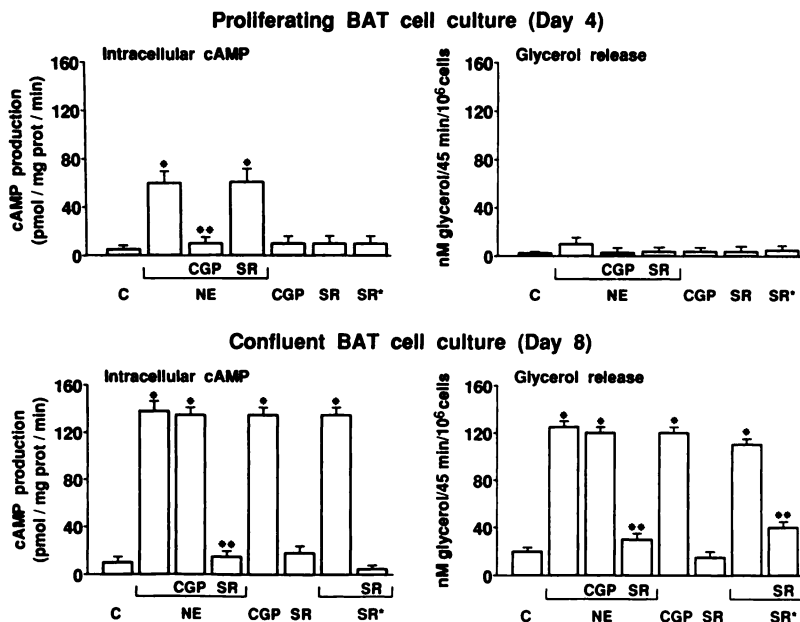 Proliferating BAT cell culture (Day 4)
Intracellular cAMP
cAMP production
(pmol / mg prot / min)
160
120
80
40
0
*
**
*
CGP SR
C NE CGP SR SR*
Glycerol release
nM glycerol/45 min/10⁶cells
160
120
80
40
0
CGP SR
C NE CGP SR SR*
Confluent BAT cell culture (Day 8)
Intracellular cAMP
cAMP production
(pmol / mg prot / min)
160
120
80
40
0
*
*
**
*
*
CGP SR SR
C NE CGP SR SR*
Glycerol release
nM glycerol/45 min/10⁶cells
160
120
80
40
0
*
*
**
*
*
**
CGP SR SR
C NE CGP SR SR*